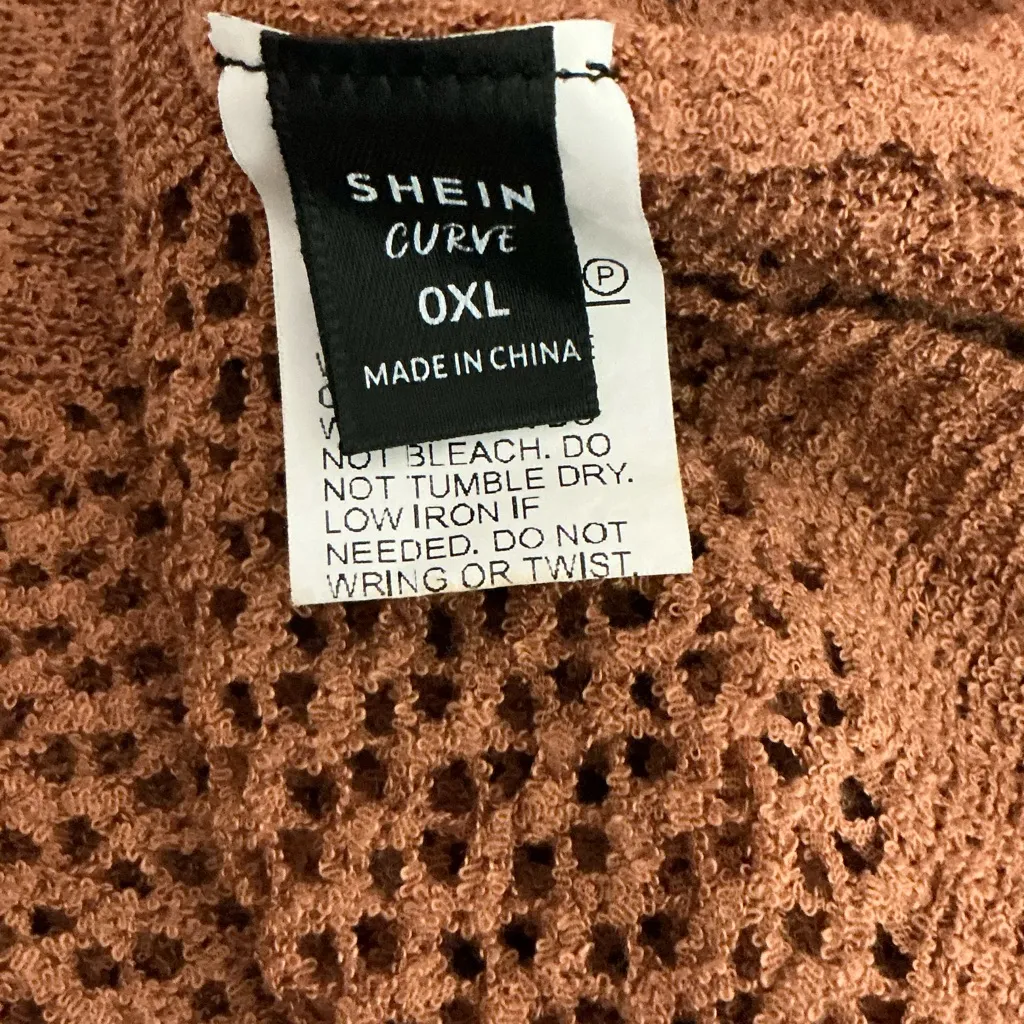 SHEIN
CURVE
0XL
MADE IN CHINA
P
NOT BLEACH. DO
NOT TUMBLE DRY.
LOW IRON IF
NEEDED. DO NOT
WRING OR TWIST.